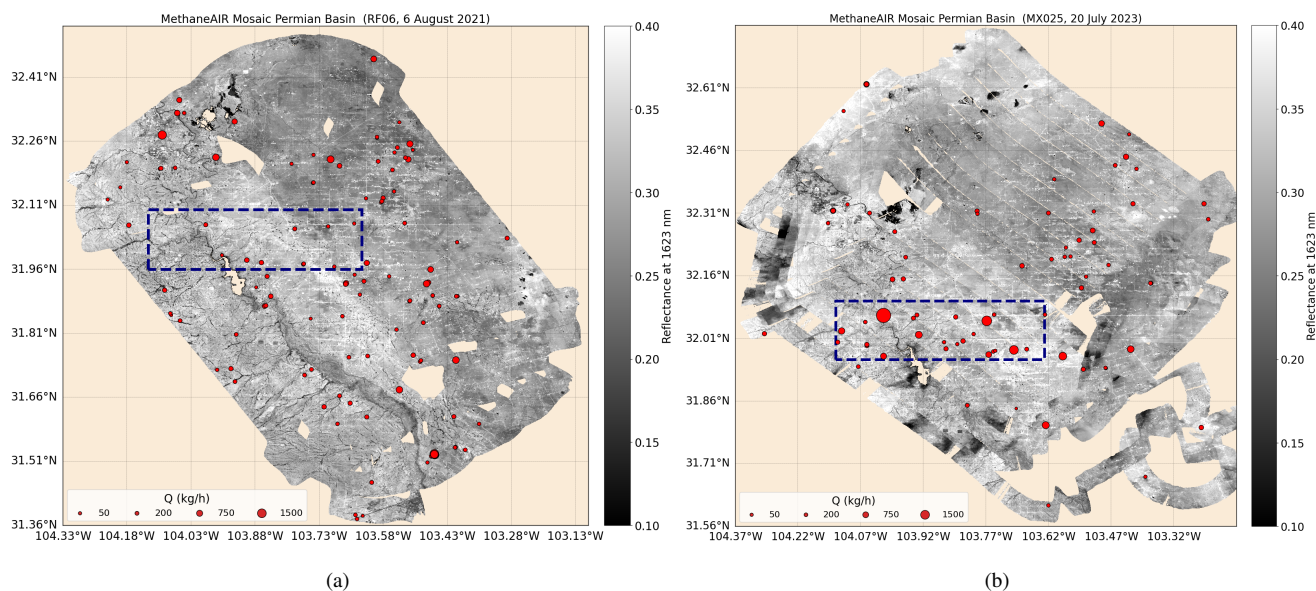 MethaneAIR Mosaic Permian Basin (RF06, 6 August 2021)
32.41°N
32.26°N
32.11°N
31.96°N
31.81°N
31.66°N
31.51°N
31.36°N
104.33°W 104.18°W 104.03°W 103.88°W 103.73°W 103.58°W 103.43°W 103.28°W 103.13°W
Q (kg/h)
50 200 750 1500
0.40
0.35
0.30
0.25
0.20
0.15
0.10
Reflectance at 1623 nm
(a)
MethaneAIR Mosaic Permian Basin (MX025, 20 July 2023)
32.61°N
32.46°N
32.31°N
32.16°N
32.01°N
31.86°N
31.71°N
31.56°N
104.37°W 104.22°W 104.07°W 103.92°W 103.77°W 103.62°W 103.47°W 103.32°W
Q (kg/h)
50 200 750 1500
0.40
0.35
0.30
0.25
0.20
0.15
0.10
Reflectance at 1623 nm
(b)